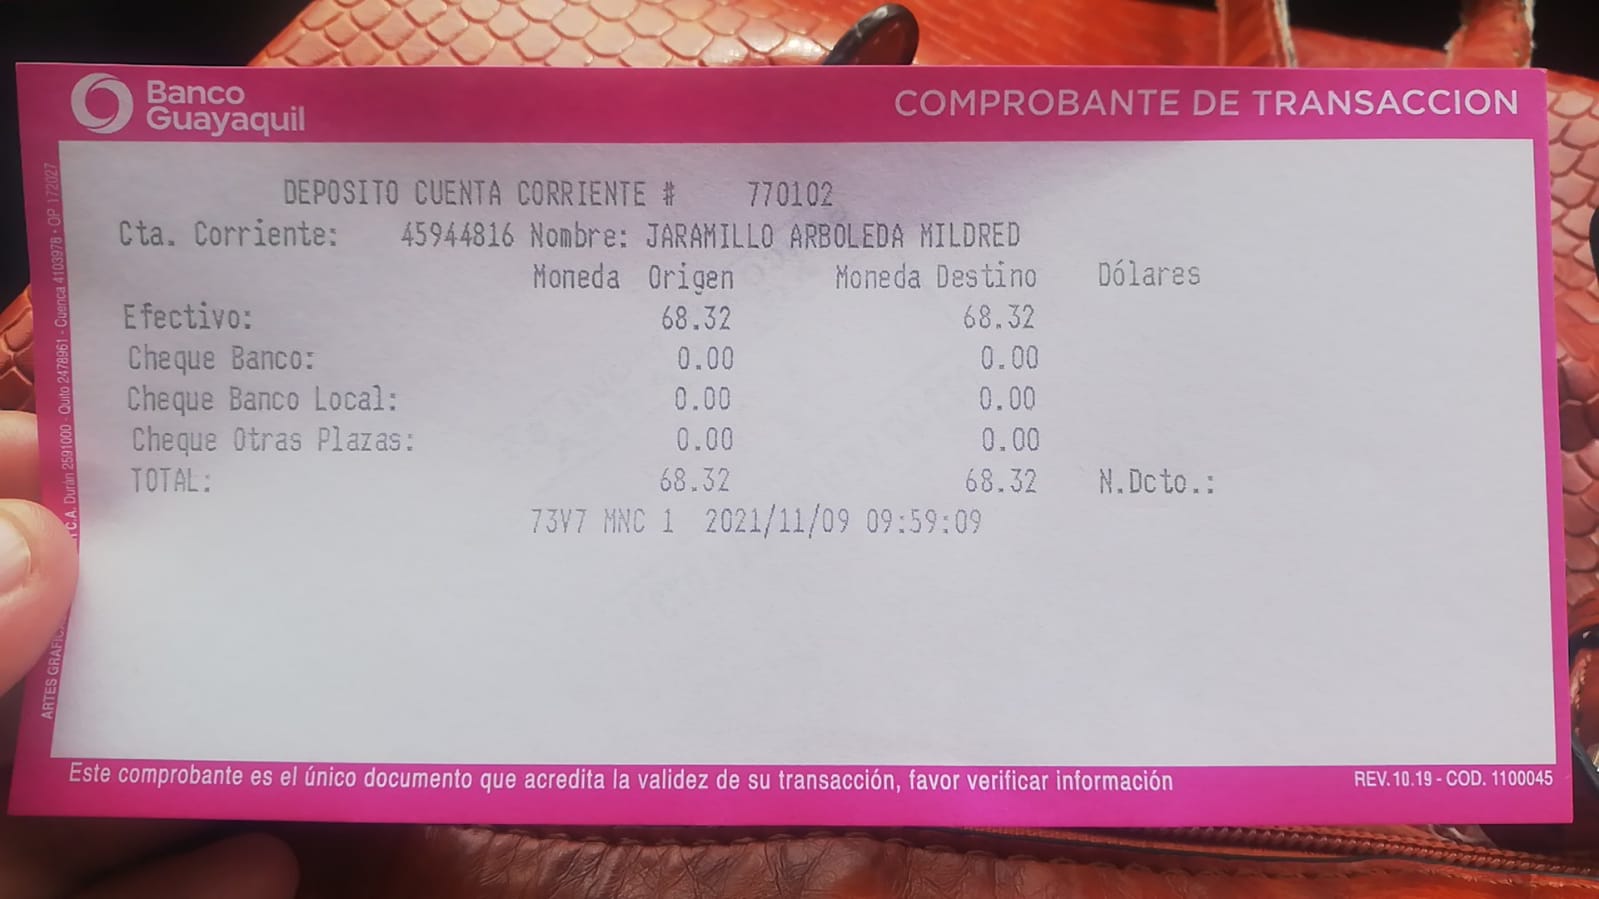 Banco
Guayaquil
COMPROBANTE DE TRANSACCION
DEPOSITO CUENTA CORRIENTE # 770102
Cta. Corriente: 45944816 Nombre: JARAMILLO ARBOLEDA MILDRED
Moneda Origen Moneda Destino Dólares
Efectivo: 68.32 68.32
Cheque Banco: 0.00 0.00
Cheque Banco Local: 0.00 0.00
Cheque Otras Plazas: 0.00 0.00
TOTAL: 68.32 68.32 N.Dcto.:
73V7 MNC 1 2021/11/09 09:59:09
Este comprobante es el único documento que acredita la validez de su transacción, favor verificar información
REV.10.19 - COD. 1100045
ARTES GRAFICA C.A. Durán 2591000 - Quito 2478961 - Cuenca 4103978 • OP 172027